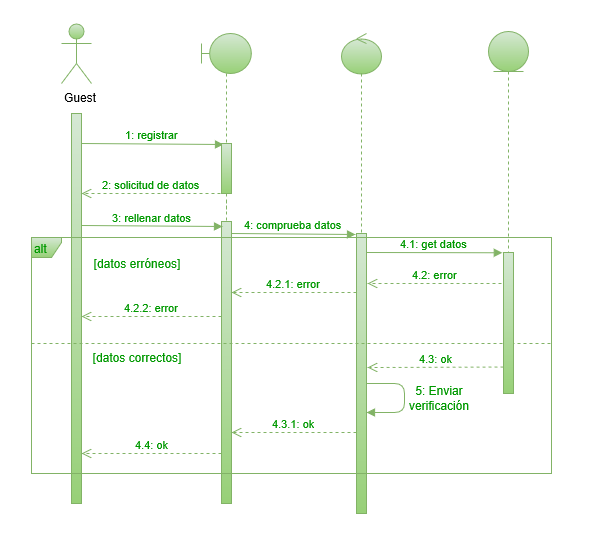 Guest
1: registrar
2: solicitud de datos
3: rellenar datos
4: comprueba datos
alt
4.1: get datos
[datos erróneos]
4.2: error
4.2.1: error
4.2.2: error
[datos correctos]
4.3: ok
5: Enviar
verificación
4.3.1: ok
4.4: ok